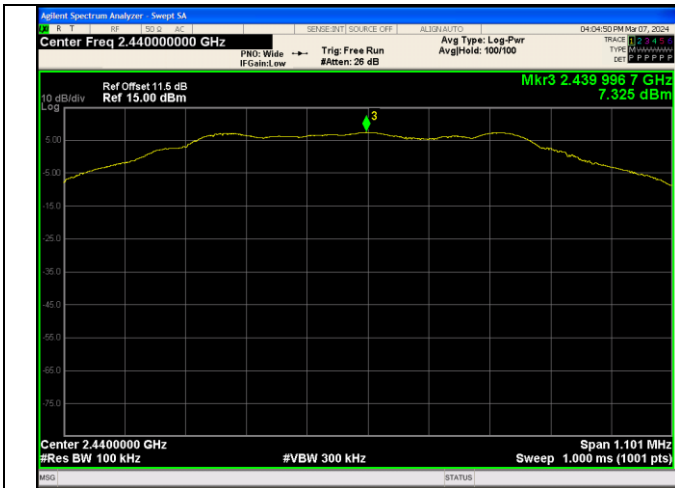 Agilent Spectrum Analyzer - Swept SA
R T RF 50 Ω AC SENSE:INT SOURCE OFF ALIGN AUTO 04:04:50 PM Mar 07, 2024
Center Freq 2.440000000 GHz Avg Type: Log-Pwr TRACE 1 2 3 4 5 6
PNO: Wide Trig: Free Run Avg|Hold: 100/100 TYPE M
IFGain:Low #Atten: 26 dB DET P P P P P P
Mkr3 2.439 996 7 GHz
Ref Offset 11.5 dB
10 dB/div Ref 15.00 dBm 7.325 dBm
Log
3
5.00
-5.00
-15.0
-25.0
-35.0
-45.0
-55.0
-65.0
-75.0
Center 2.4400000 GHz Span 1.101 MHz
#Res BW 100 kHz #VBW 300 kHz Sweep 1.000 ms (1001 pts)
MSG STATUS